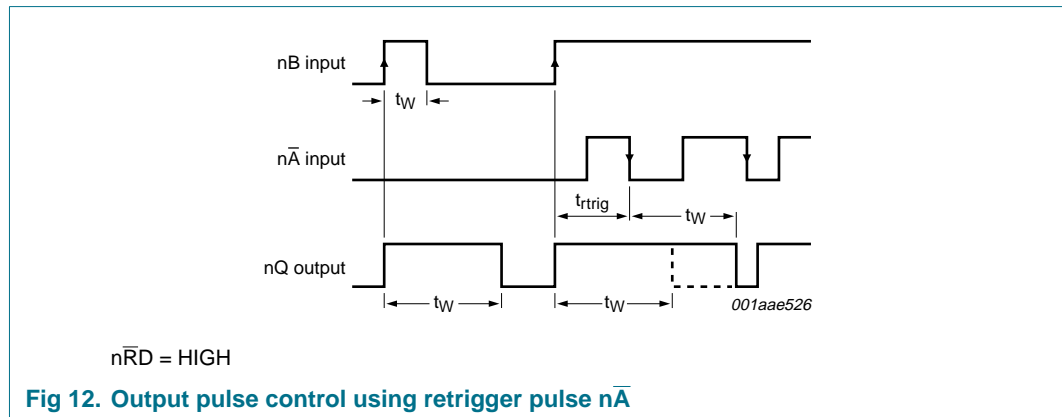 nB input
tW
nA̅ input
trtrig
tW
nQ output
tW
tW
001aae526
nR̅D̅ = HIGH
Fig 12. Output pulse control using retrigger pulse nA̅